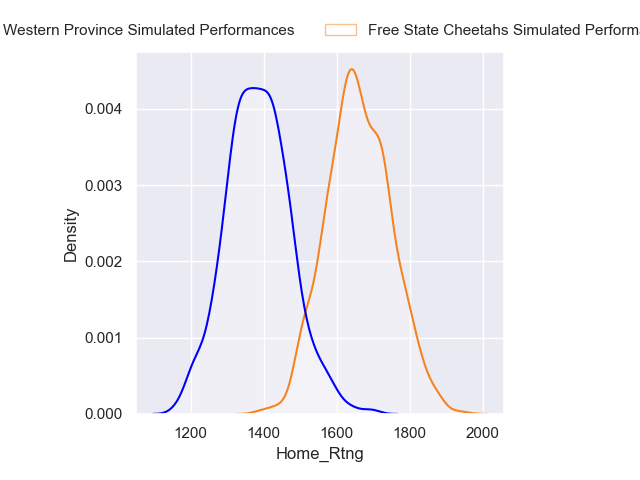 Western Province Simulated Performances Free State Cheetahs Simulated
0.004
0.003
0.002
0.001
0.000
Density
1200 1400 1600 1800 2000
Home_Rtng